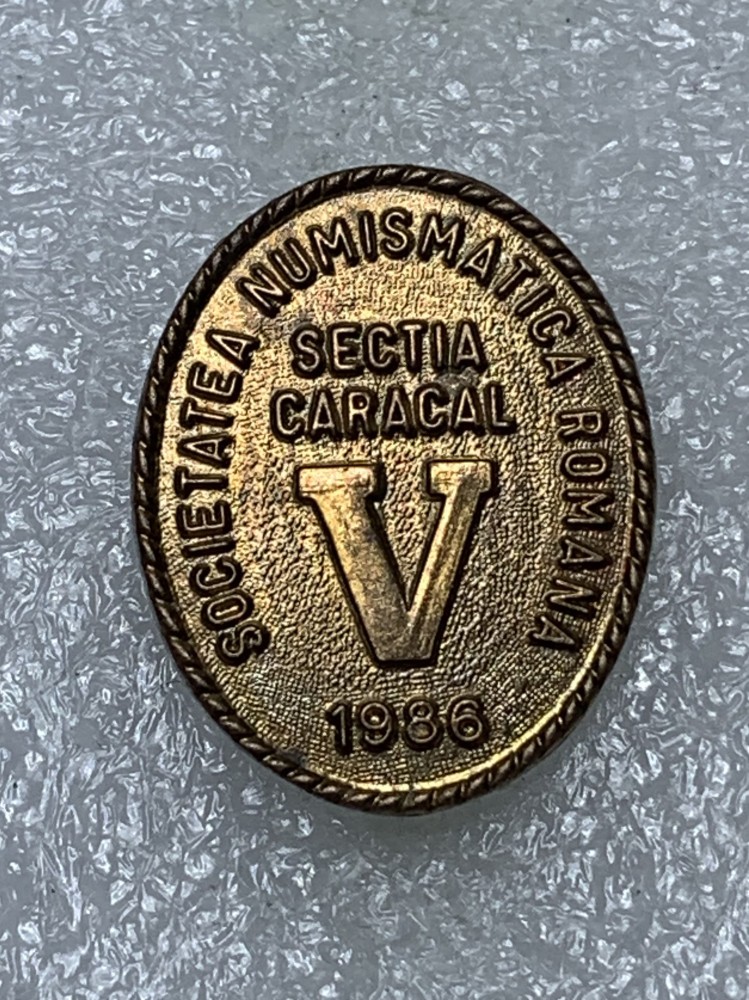 SOCIETATEA NUMISMATICA ROMANA
SECTIA
CARACAL
V
1986